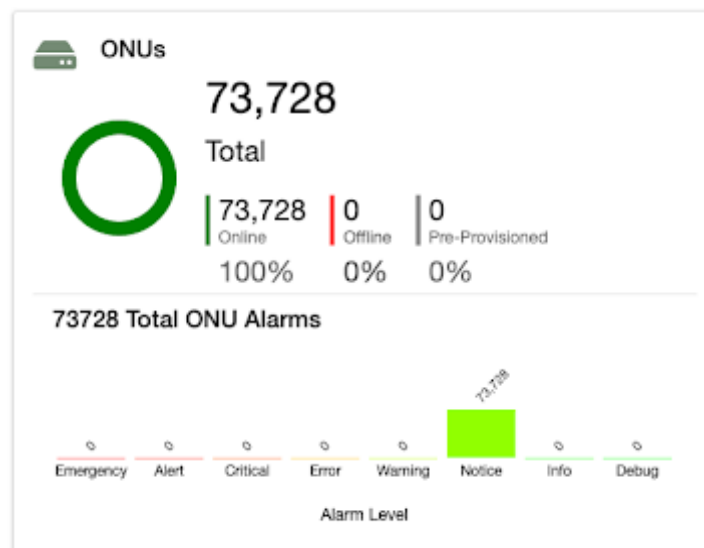 ONUs
73,728
Total
73,728 0 0
Online Offline Pre-Provisioned
100% 0% 0%
73728 Total ONU Alarms
0 0 0 0 0 73,728 0 0
Emergency Alert Critical Error Warning Notice Info Debug
Alarm Level